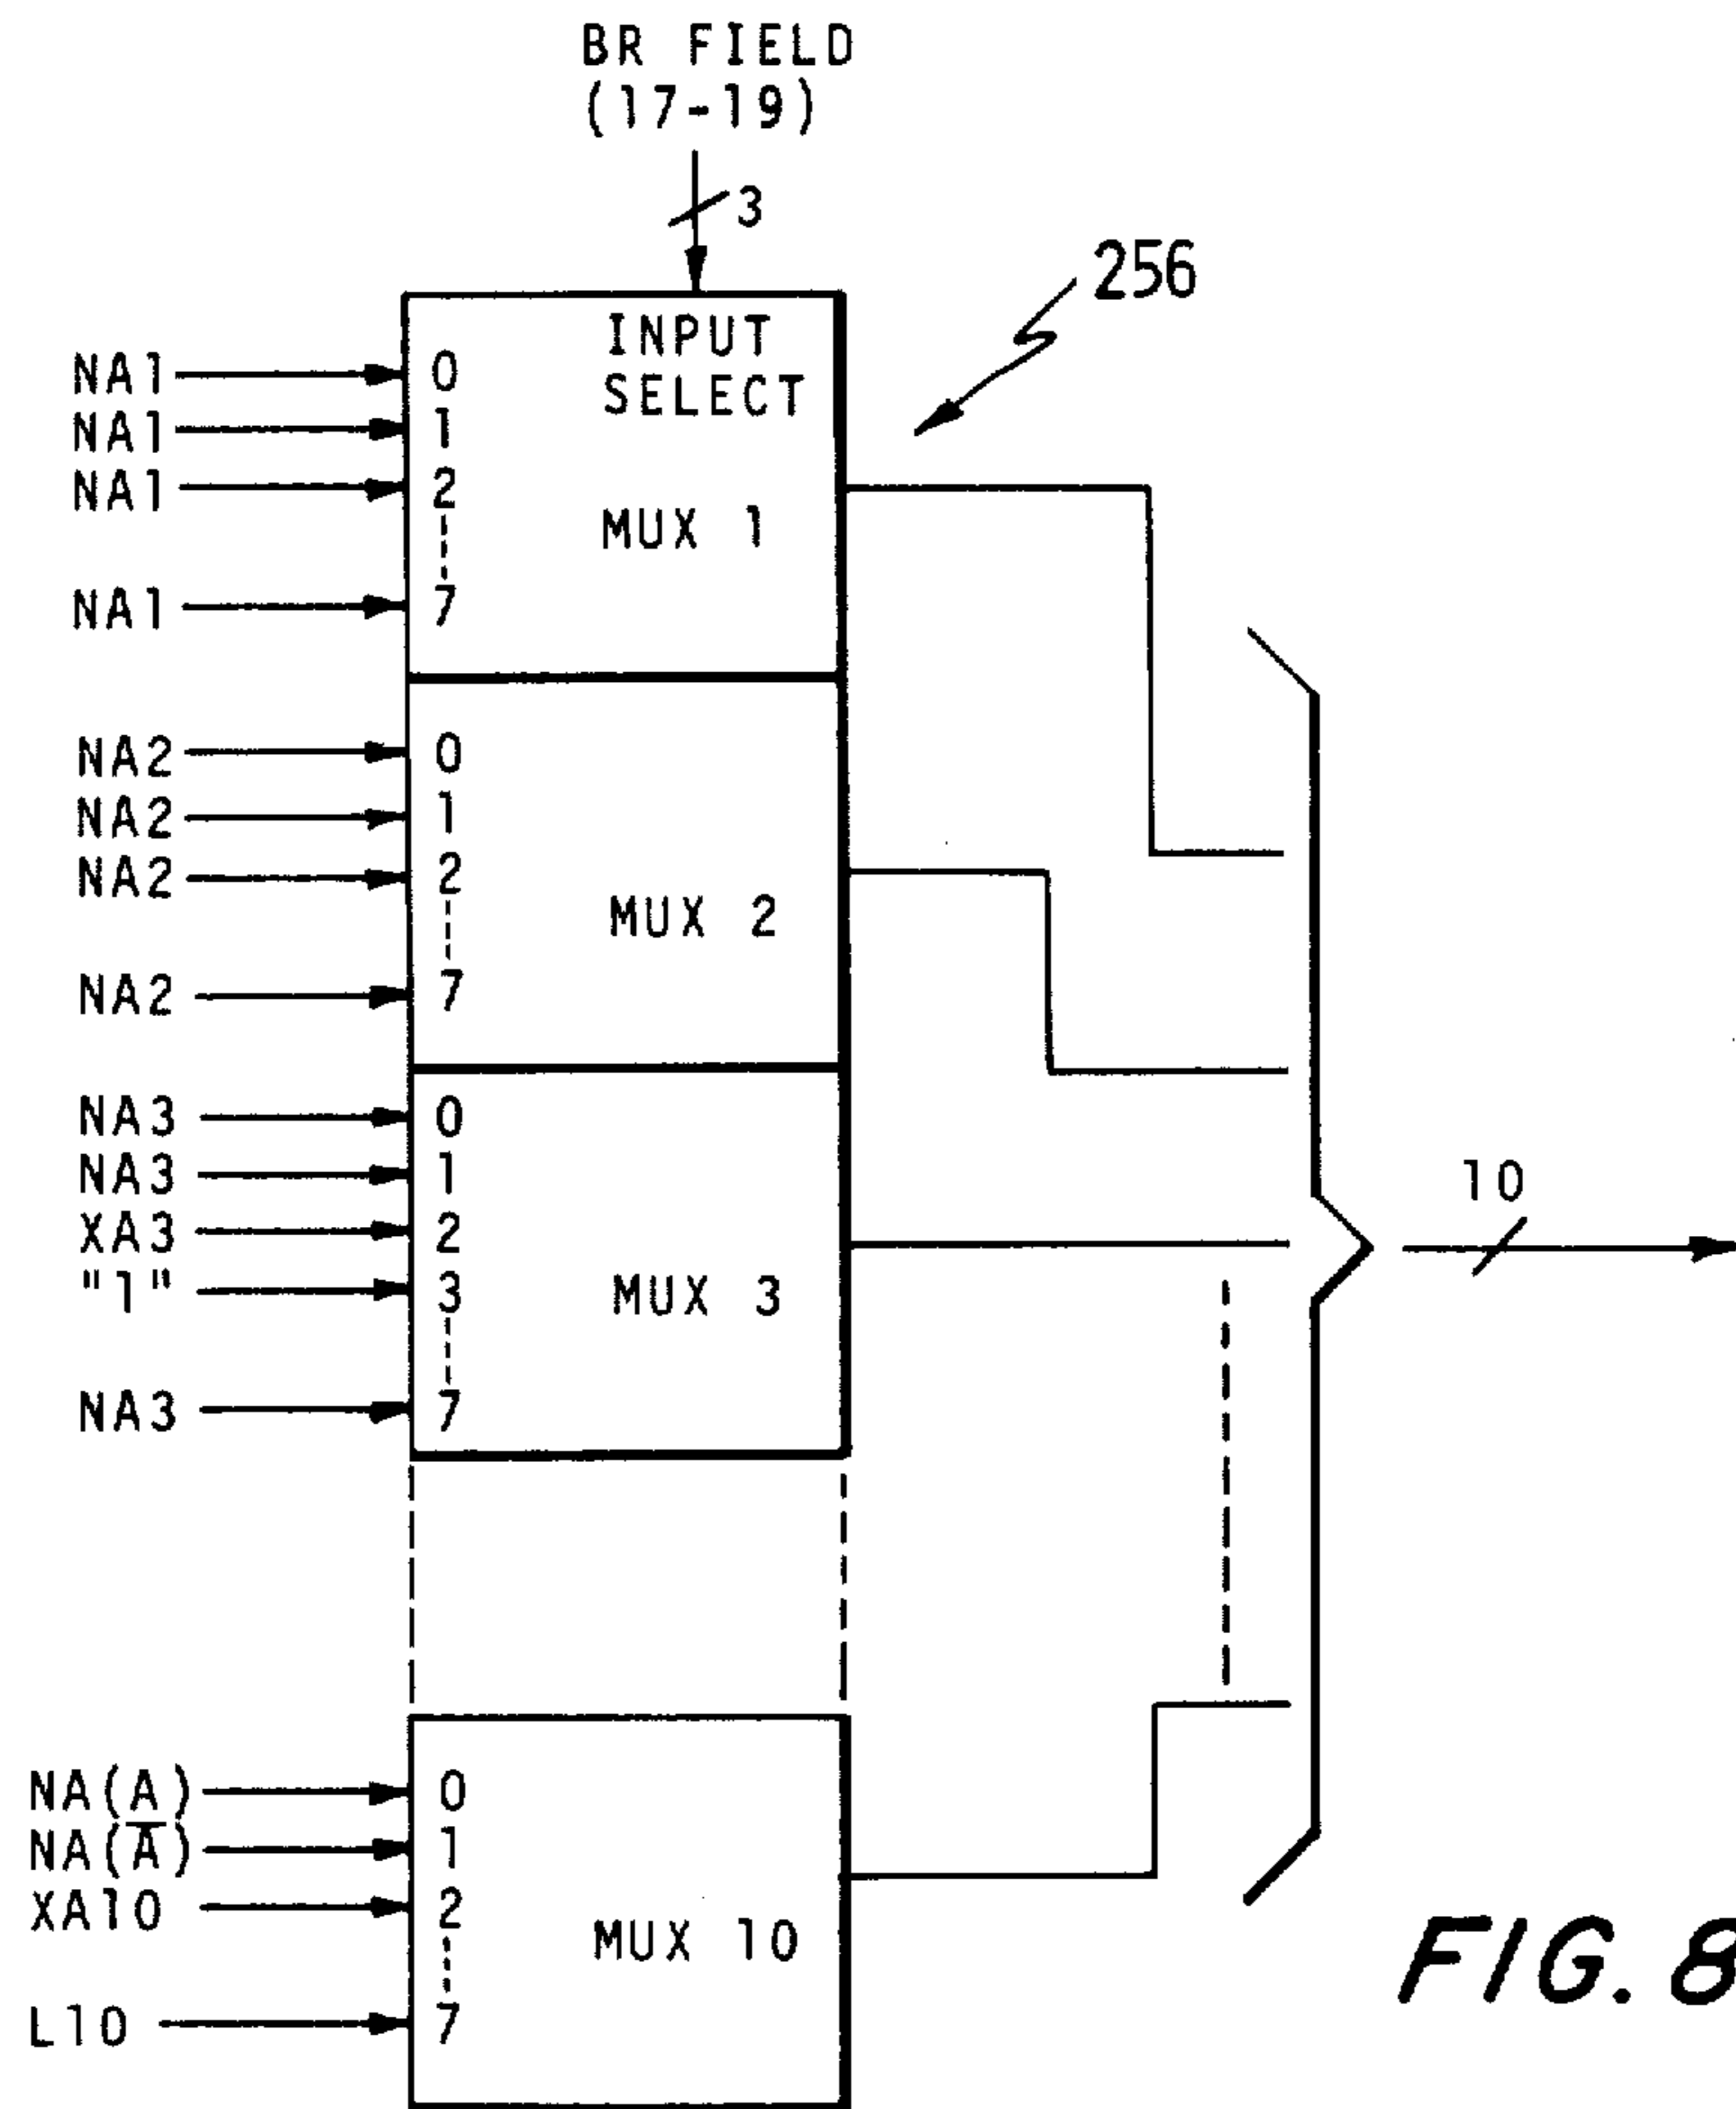 BR FIELD
(17-19)
3
256
INPUT
SELECT
NA1 0
NA1 1
NA1 2
MUX 1
NA1 7
NA2 0
NA2 1
NA2 2
MUX 2
NA2 7
NA3 0
NA3 1
XA3 2
"1" 3
MUX 3
NA3 7
10
NA(A) 0
NA(A̅) 1
XA10 2
MUX 10
L10 7
FIG. 8